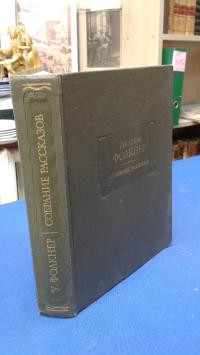 У. ФОЛКНЕР | СОБРАНИЕ РАССКАЗОВ
УИЛЬЯМ
ФОЛКНЕР
СОБРАНИЕ РАССКАЗОВ